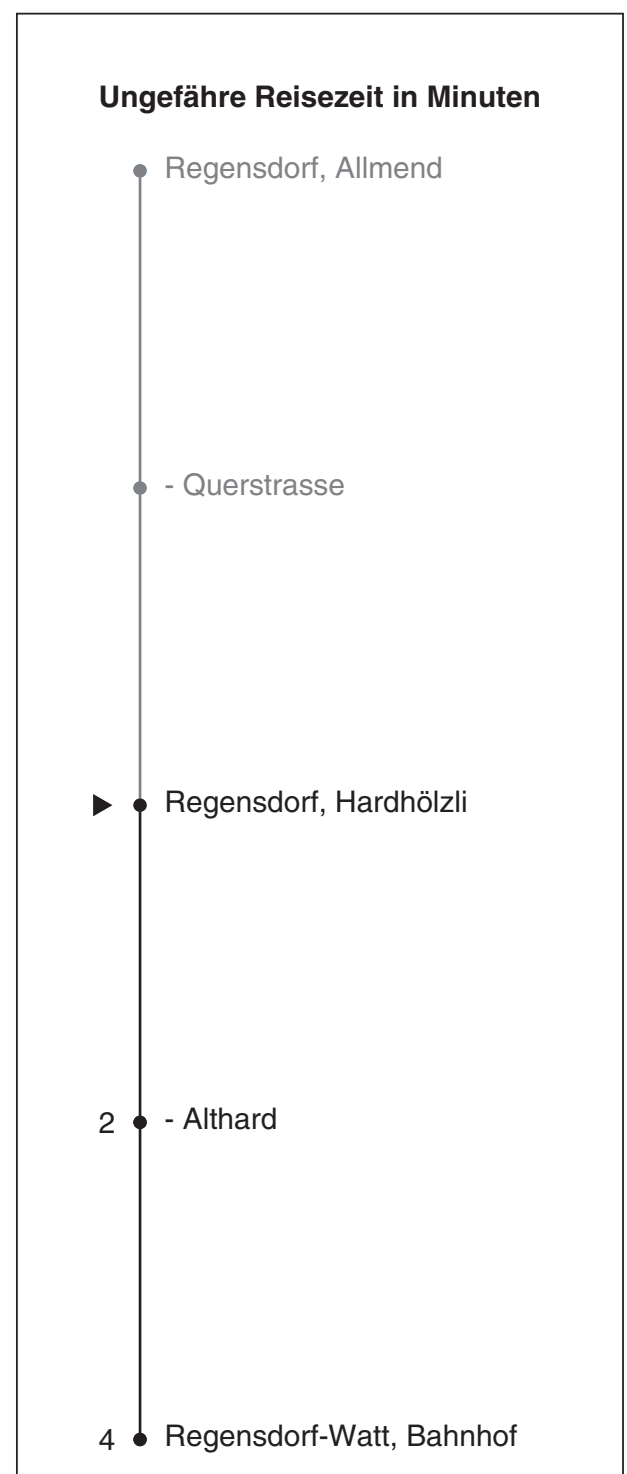 Ungefähre Reisezeit in Minuten
Regensdorf, Allmend
- Querstrasse
Regensdorf, Hardhölzli
2 - Althard
4 Regensdorf-Watt, Bahnhof